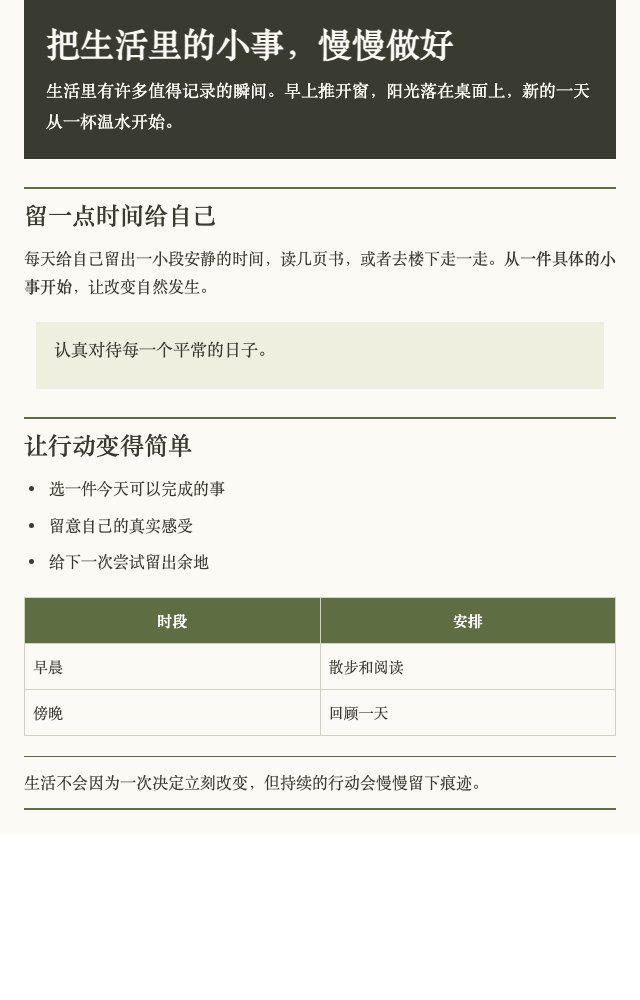 把生活里的小事，慢慢做好
生活里有许多值得记录的瞬间。早上推开窗，阳光落在桌面上，新的一天
从一杯温水开始。
留一点时间给自己
每天给自己留出一小段安静的时间，读几页书，或者去楼下走一走。从一件具体的小
事开始，让改变自然发生。
认真对待每一个平常的日子。
让行动变得简单
• 选一件今天可以完成的事
• 留意自己的真实感受
• 给下一次尝试留出余地
时段 安排
早晨 散步和阅读
傍晚 回顾一天
生活不会因为一次决定立刻改变，但持续的行动会慢慢留下痕迹。